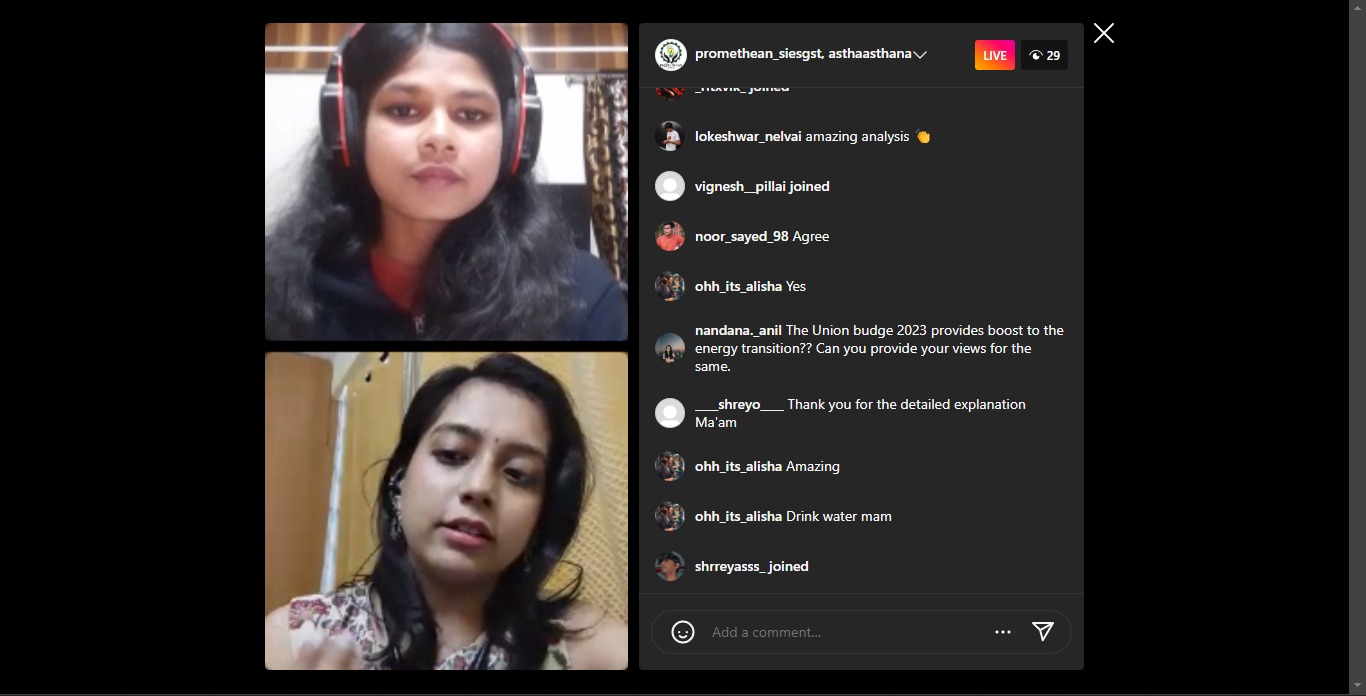 promethean_siesgst, asthaasthana
LIVE
29
_ritxvik_ joined
lokeshwar_nelvai amazing analysis 👏
vignesh__pillai joined
noor_sayed_98 Agree
ohh_its_alisha Yes
nandana._anil The Union budge 2023 provides boost to the
energy transition?? Can you provide your views for the
same.
____shreyo____ Thank you for the detailed explanation
Ma'am
ohh_its_alisha Amazing
ohh_its_alisha Drink water mam
shrreyasss_ joined
Add a comment...